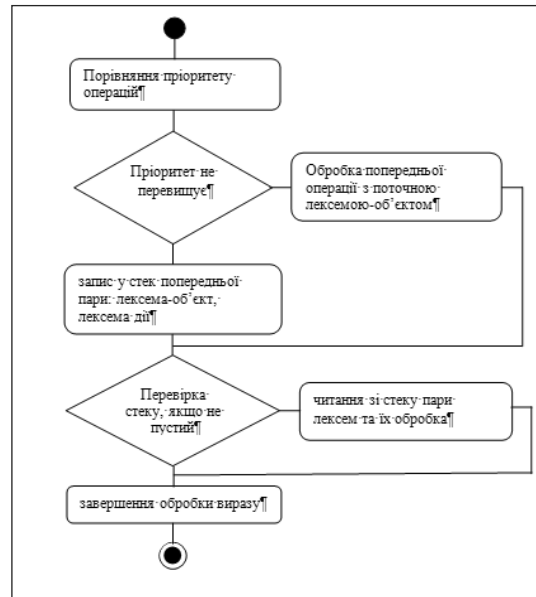 Порівняння пріоритету
операцій¶
Пріоритет не
перевищує¶
Обробка попередньої
операції з поточною
лексемою-об’єктом¶
запис у стек попередньої
пари: лексема-об’єкт,
лексема дії¶
Перевірка
стеку, якщо не
пустий¶
читання зі стеку пари
лексем та їх обробка¶
завершення обробки виразу¶